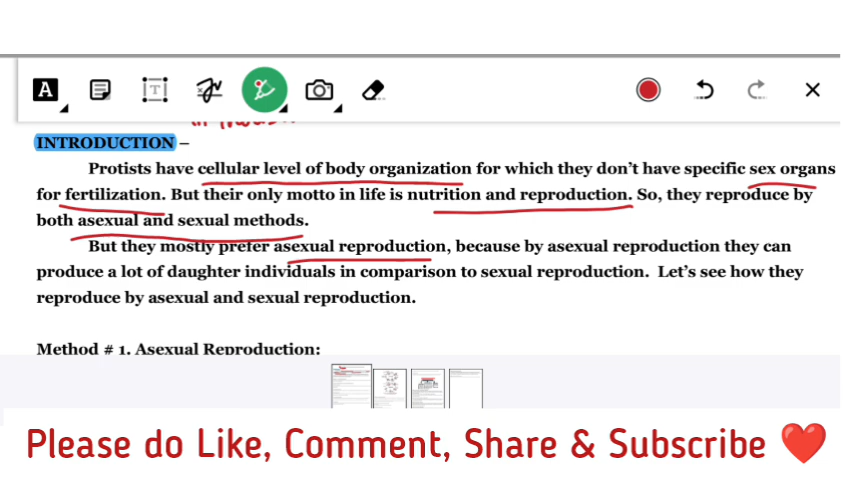 A T
INTRODUCTION –
Protists have cellular level of body organization for which they don't have specific sex organs
for fertilization. But their only motto in life is nutrition and reproduction. So, they reproduce by
both asexual and sexual methods.
But they mostly prefer asexual reproduction, because by asexual reproduction they can
produce a lot of daughter individuals in comparison to sexual reproduction. Let's see how they
reproduce by asexual and sexual reproduction.
Method # 1. Asexual Reproduction:
Please do Like, Comment, Share & Subscribe ❤️